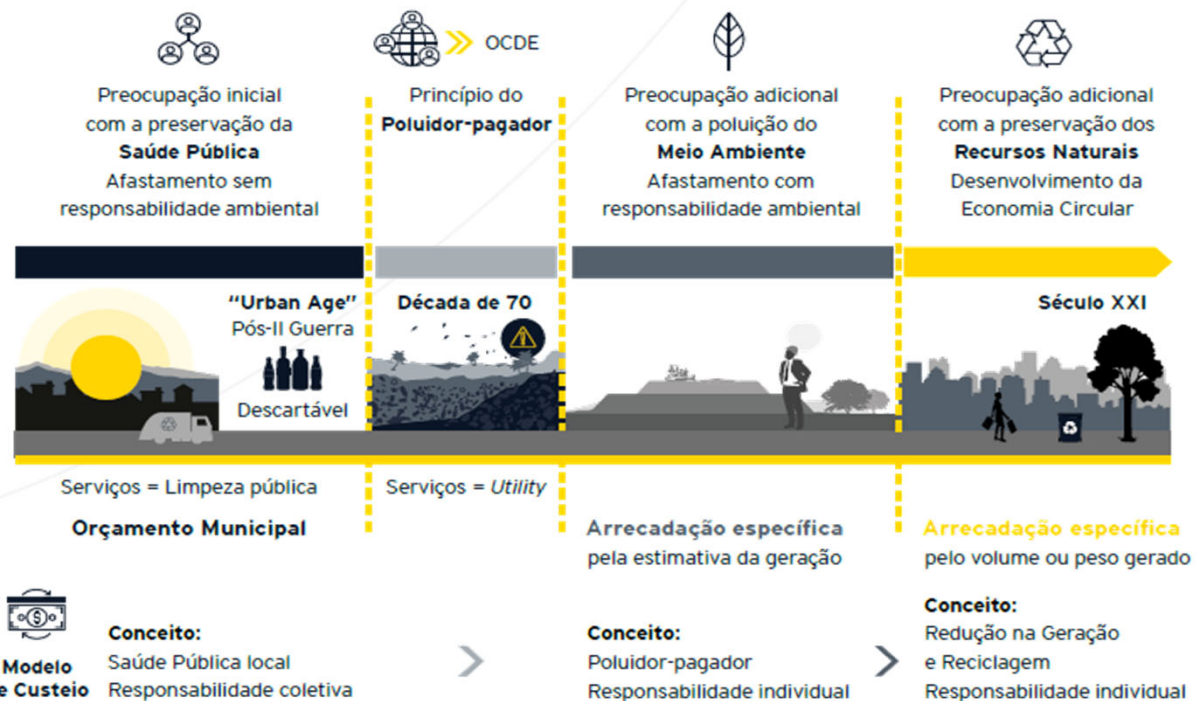 Preocupação inicial
com a preservação da
Saúde Pública
Afastamento sem
responsabilidade ambiental
OCDE
Princípio do
Poluidor-pagador
Preocupação adicional
com a poluição do
Meio Ambiente
Afastamento com
responsabilidade ambiental
Preocupação adicional
com a preservação dos
Recursos Naturais
Desenvolvimento da
Economia Circular
"Urban Age"
Pós-II Guerra
Descartável
Década de 70
Século XXI
Serviços = Limpeza pública
Orçamento Municipal
Serviços = Utility
Arrecadação específica
pela estimativa da geração
Arrecadação específica
pelo volume ou peso gerado
Modelo
e Custeio
Conceito:
Saúde Pública local
Responsabilidade coletiva
Conceito:
Poluidor-pagador
Responsabilidade individual
Conceito:
Redução na Geração
e Reciclagem
Responsabilidade individual